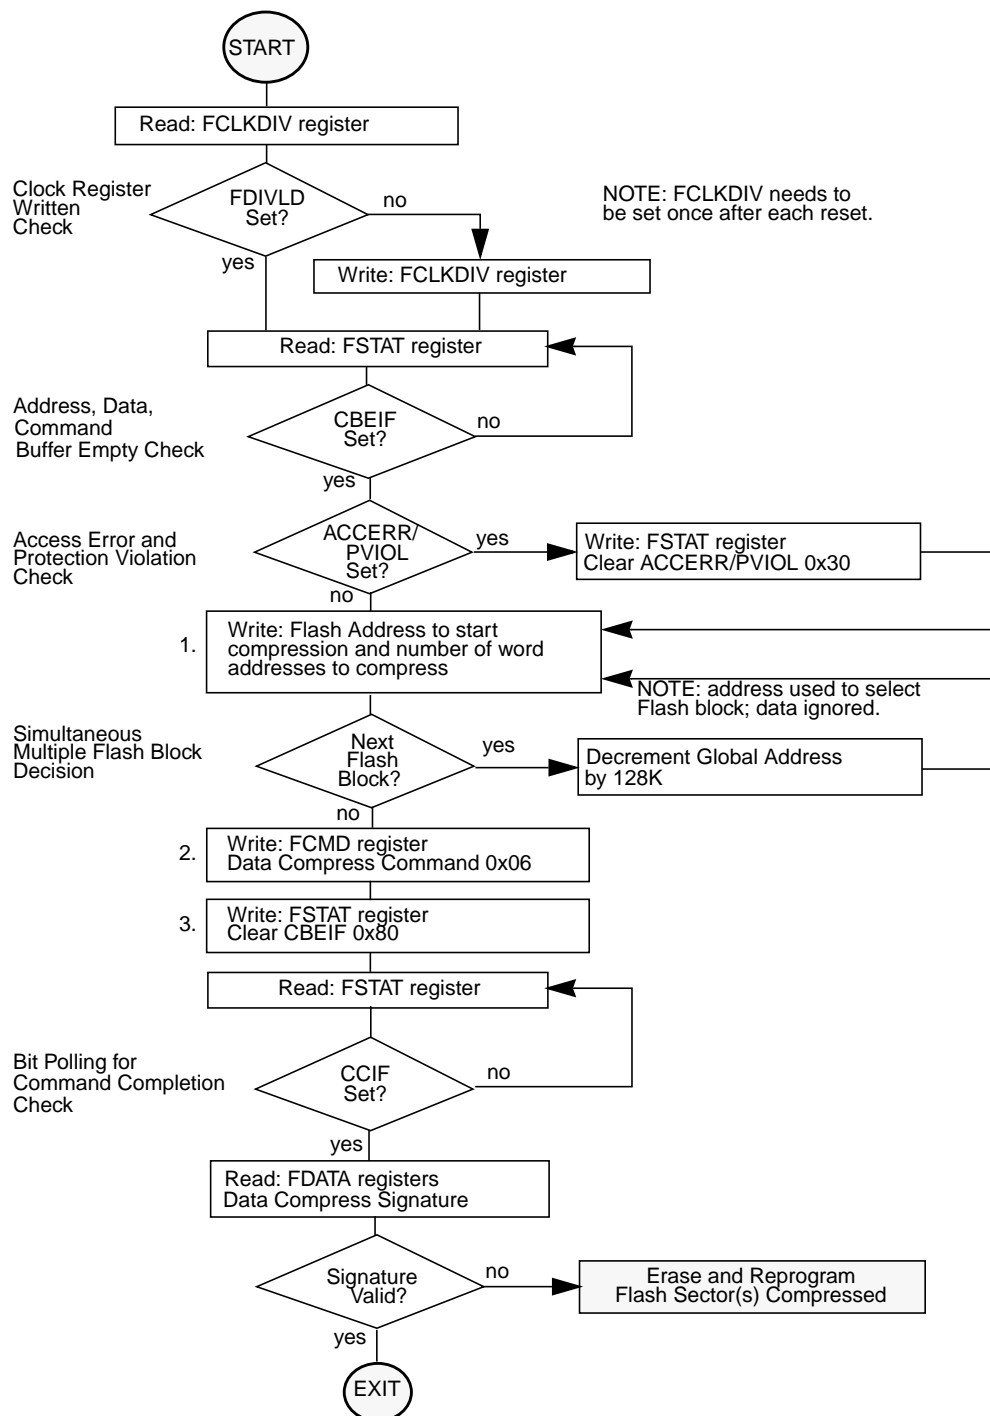 START
Read: FCLKDIV register
Clock Register
Written
Check
FDIVLD
Set?
no
yes
NOTE: FCLKDIV needs to
be set once after each reset.
Write: FCLKDIV register
Read: FSTAT register
Address, Data,
Command
Buffer Empty Check
CBEIF
Set?
no
yes
Access Error and
Protection Violation
Check
ACCERR/
PVIOL
Set?
yes
no
Write: FSTAT register
Clear ACCERR/PVIOL 0x30
1.
Write: Flash Address to start
compression and number of word
addresses to compress
NOTE: address used to select
Flash block; data ignored.
Simultaneous
Multiple Flash Block
Decision
Next
Flash
Block?
yes
no
Decrement Global Address
by 128K
2.
Write: FCMD register
Data Compress Command 0x06
3.
Write: FSTAT register
Clear CBEIF 0x80
Read: FSTAT register
Bit Polling for
Command Completion
Check
CCIF
Set?
no
yes
Read: FDATA registers
Data Compress Signature
Signature
Valid?
no
yes
Erase and Reprogram
Flash Sector(s) Compressed
EXIT